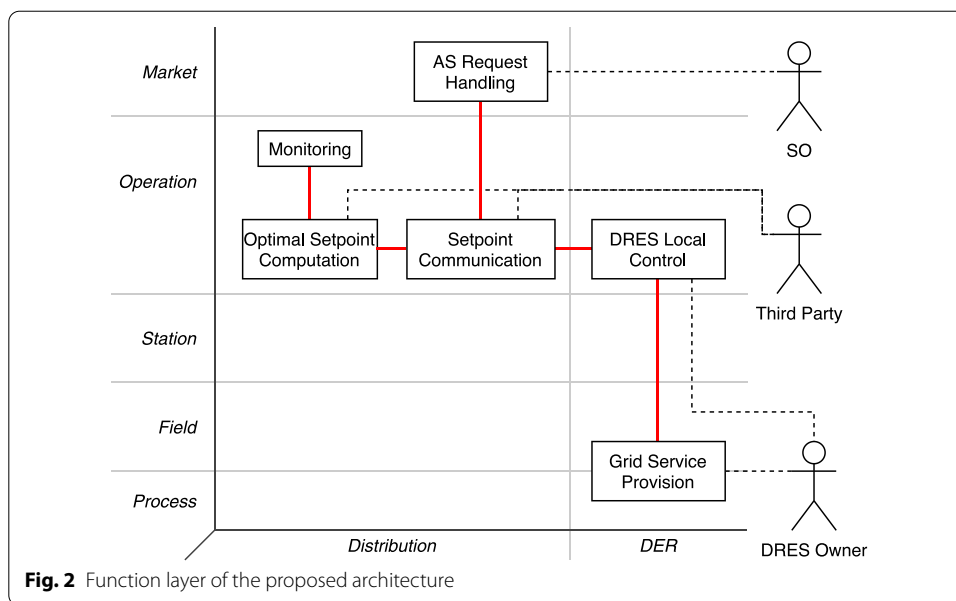 Market
AS Request
Handling
SO
Monitoring
Operation
Optimal Setpoint
Computation
Setpoint
Communication
DRES Local
Control
Third Party
Station
Field
Grid Service
Provision
Process
DRES Owner
Distribution
DER
Fig. 2 Function layer of the proposed architecture